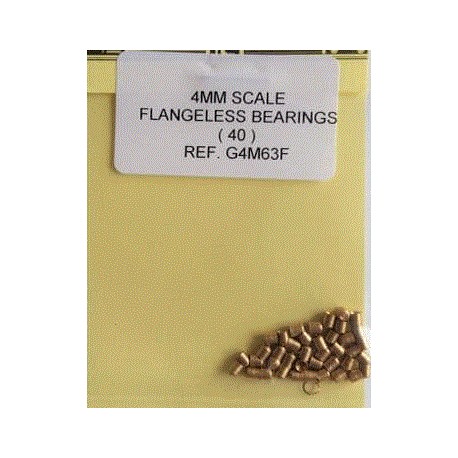 4MM SCALE
FLANGELESS BEARINGS
( 40 )
REF. G4M63F